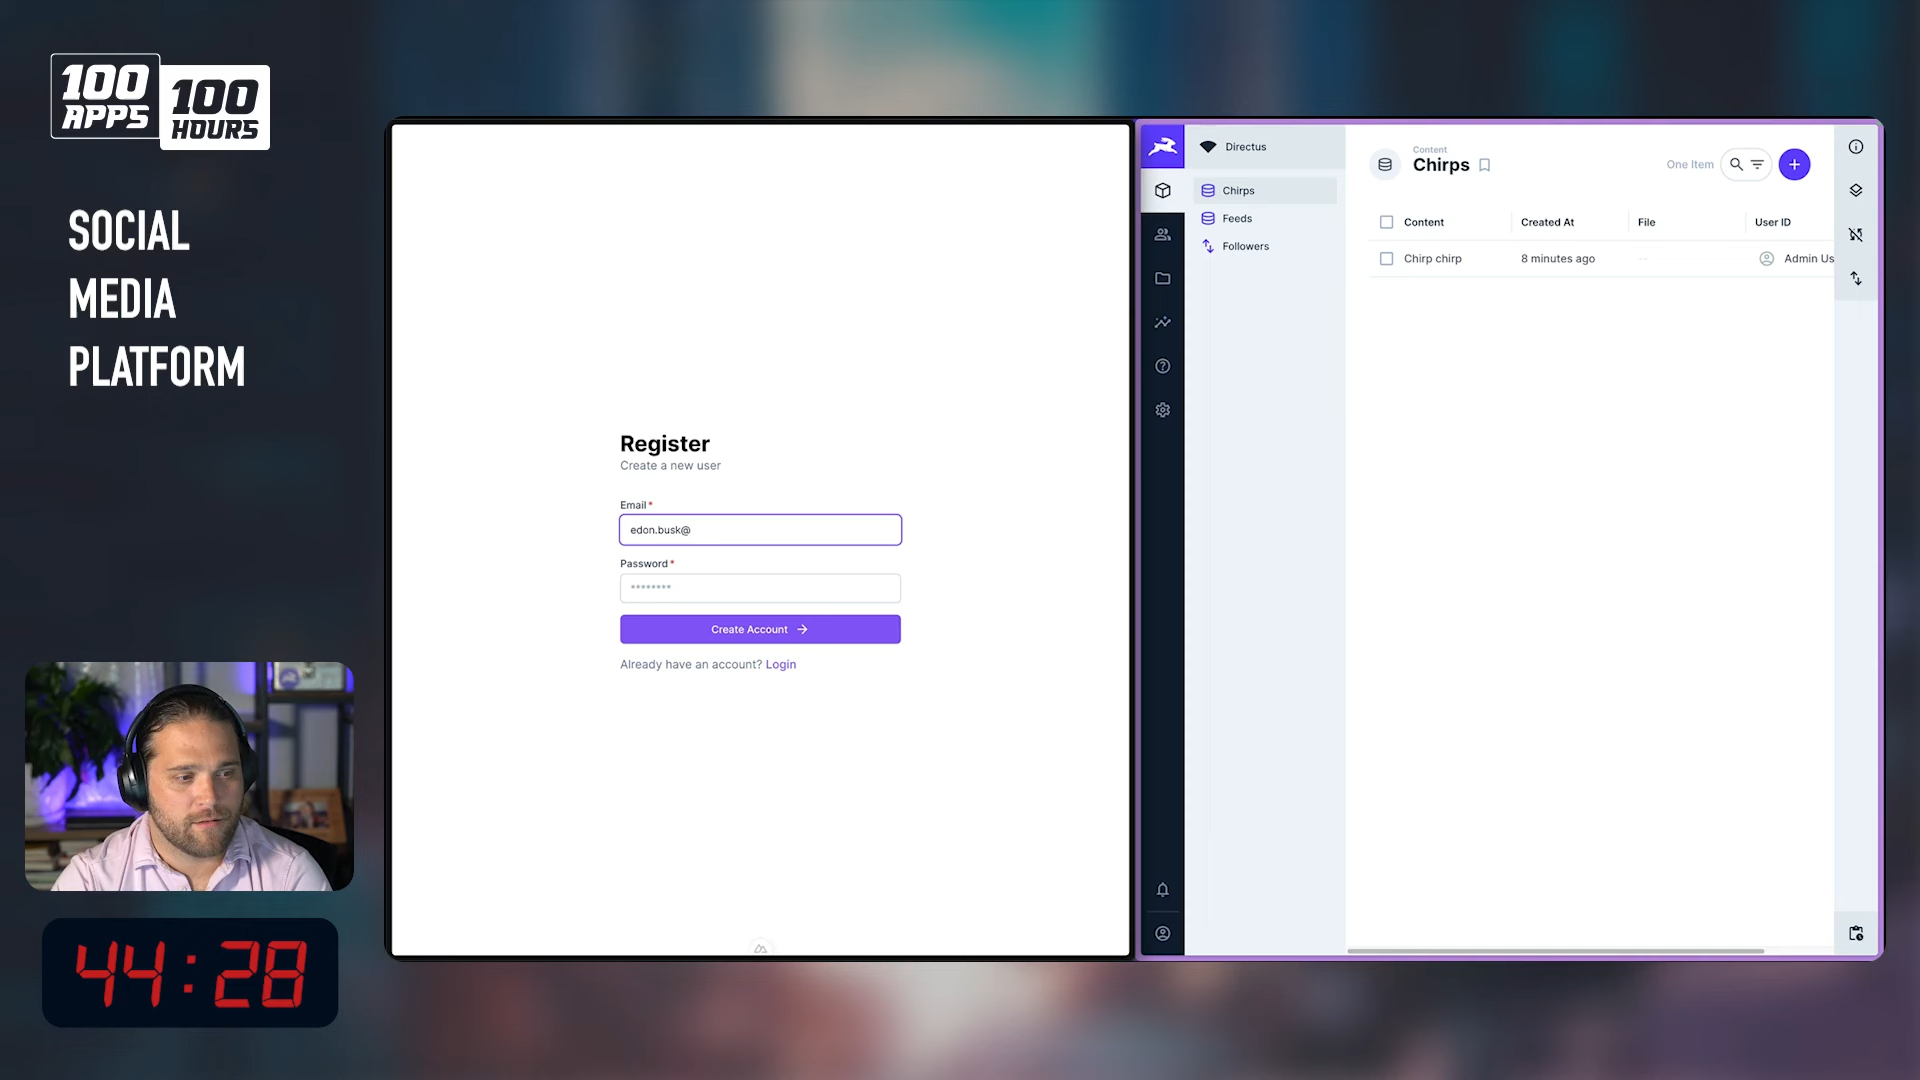 100
APPS
100
HOURS
SOCIAL
MEDIA
PLATFORM
44:28
Register
Create a new user
Email*
edon.busk@
Password*
********
Create Account
Already have an account? Login
Directus
Chirps
Feeds
Followers
Content
Chirps
One Item
Content
Created At
File
User ID
Chirp chirp
8 minutes ago
--
Admin Us